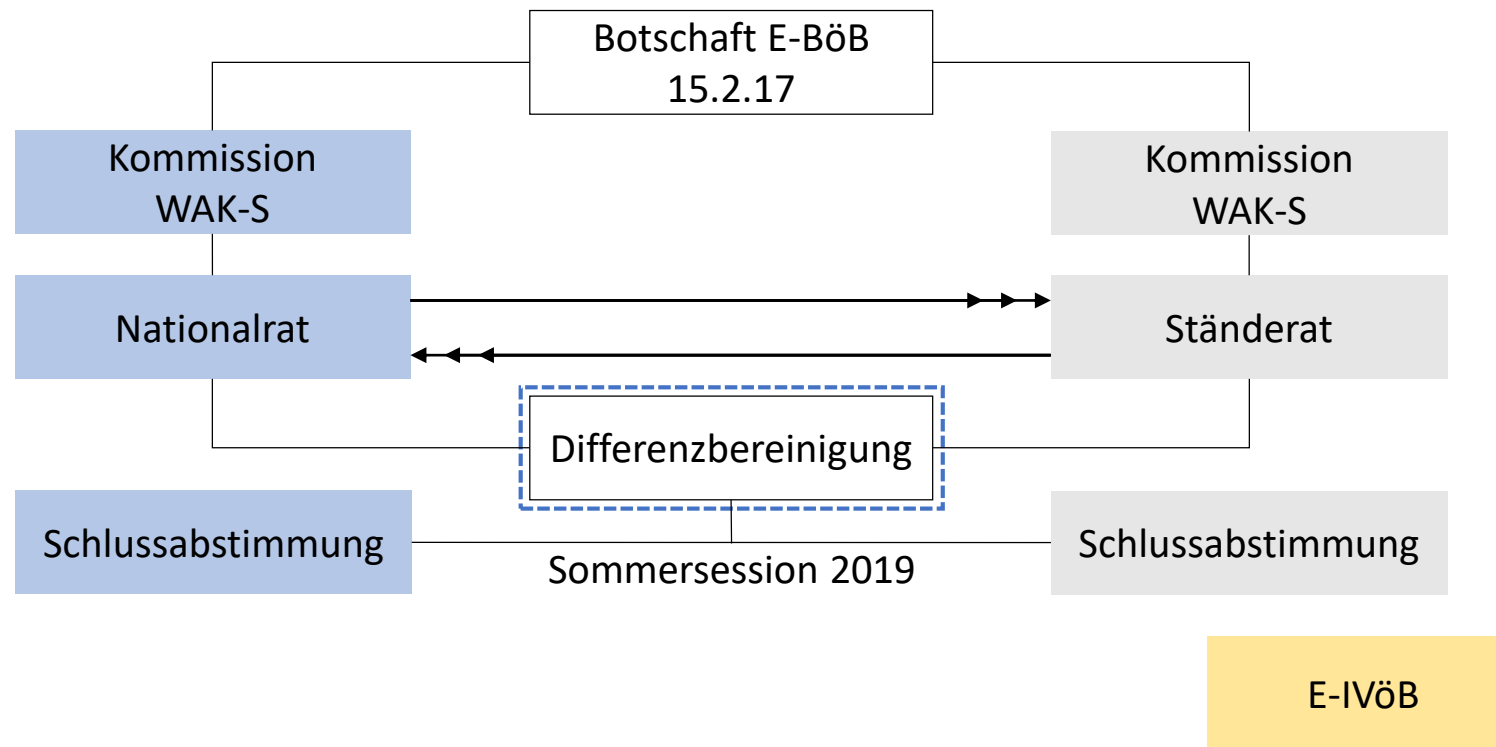 Botschaft E-BöB
15.2.17
Kommission
WAK-S
Kommission
WAK-S
Nationalrat
Ständerat
Differenzbereinigung
Schlussabstimmung
Schlussabstimmung
Sommersession 2019
E-IVöB